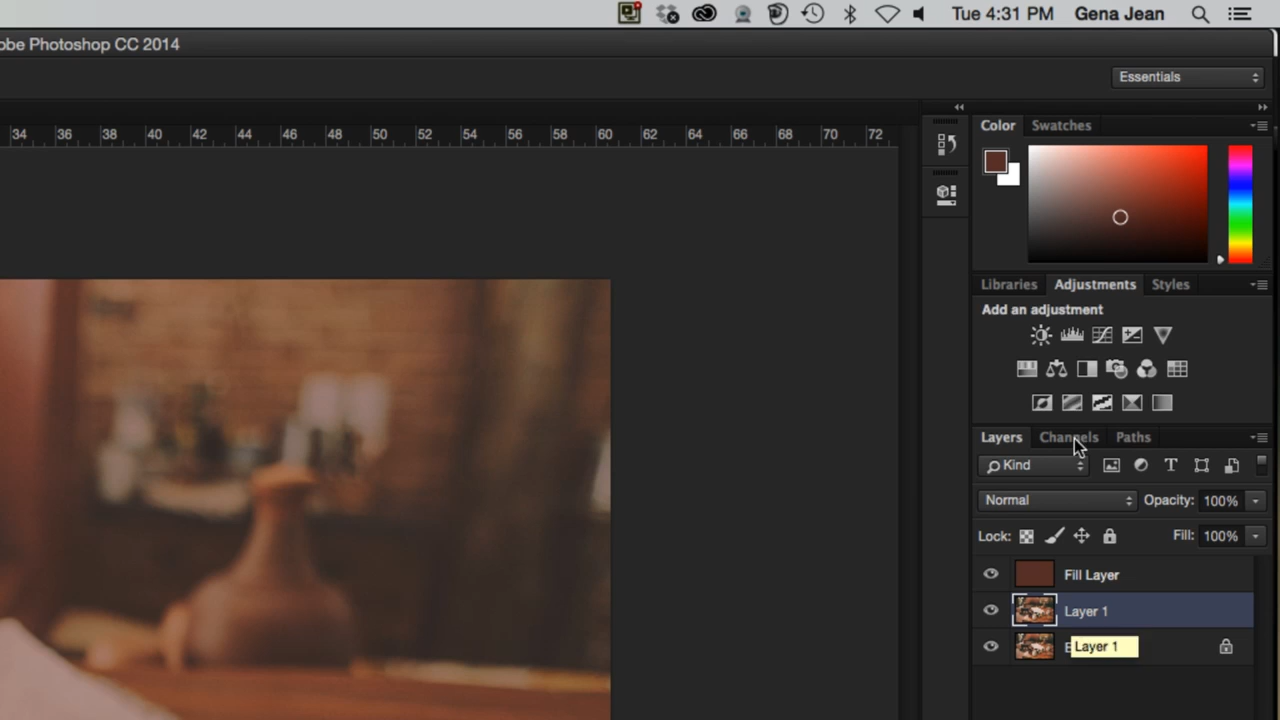 Tue 4:31 PM Gena Jean
obe Photoshop CC 2014
Essentials
34 36 38 40 42 44 46 48 50 52 54 56 58 60 62 64 66 68 70 72
Color Swatches
Libraries Adjustments Styles
Add an adjustment
Layers Channels Paths
Kind
Normal Opacity: 100%
Lock: Fill: 100%
Fill Layer
Layer 1
Layer 1